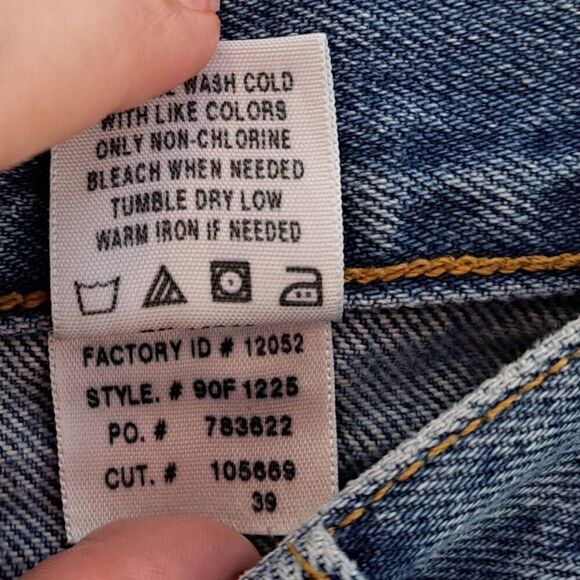 WASH COLD
WITH LIKE COLORS
ONLY NON-CHLORINE
BLEACH WHEN NEEDED
TUMBLE DRY LOW
WARM IRON IF NEEDED
FACTORY ID # 12052
STYLE. # 90F 1225
PO. # 783622
CUT. # 105669
39